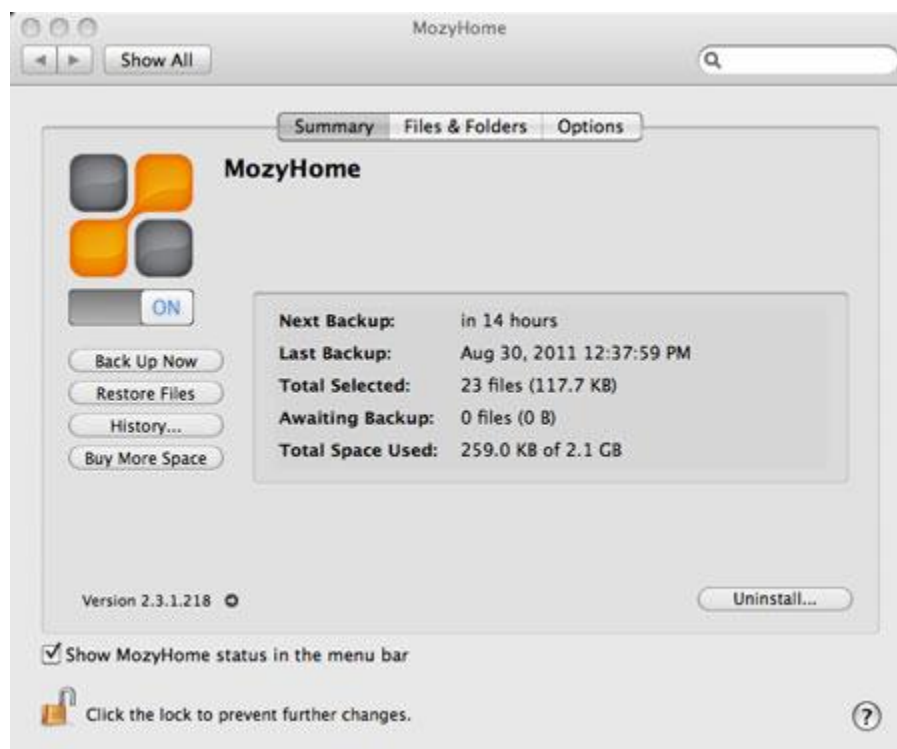 MozyHome
Show All
Summary Files & Folders Options
MozyHome
ON
Next Backup: in 14 hours
Last Backup: Aug 30, 2011 12:37:59 PM
Total Selected: 23 files (117.7 KB)
Awaiting Backup: 0 files (0 B)
Total Space Used: 259.0 KB of 2.1 GB
Back Up Now
Restore Files
History...
Buy More Space
Version 2.3.1.218
Uninstall...
Show MozyHome status in the menu bar
Click the lock to prevent further changes.
?